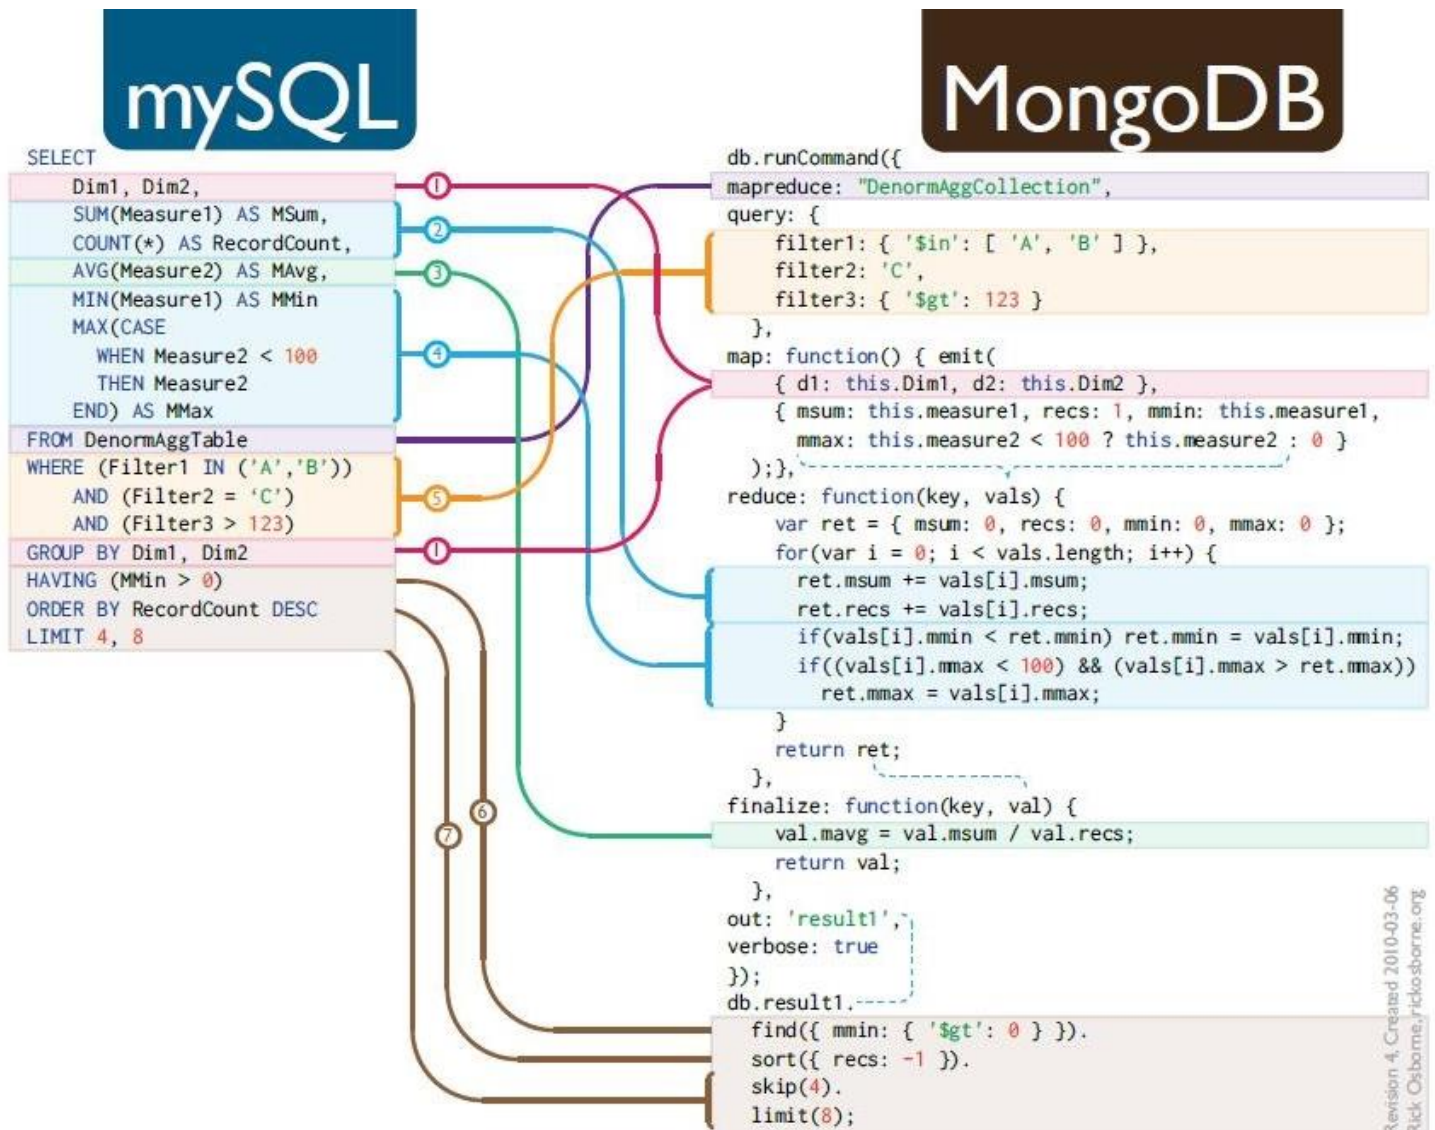 mySQL
SELECT
Dim1, Dim2,
SUM(Measure1) AS MSum,
COUNT(*) AS RecordCount,
AVG(Measure2) AS MAvg,
MIN(Measure1) AS MMin
MAX(CASE
WHEN Measure2 < 100
THEN Measure2
END) AS MMax
FROM DenormAggTable
WHERE (Filter1 IN ('A','B'))
AND (Filter2 = 'C')
AND (Filter3 > 123)
GROUP BY Dim1, Dim2
HAVING (MMin > 0)
ORDER BY RecordCount DESC
LIMIT 4, 8
1
2
3
4
5
1
6
7
MongoDB
db.runCommand({
mapreduce: "DenormAggCollection",
query: {
filter1: { '$in': [ 'A', 'B' ] },
filter2: 'C',
filter3: { '$gt': 123 }
},
map: function() { emit(
{ d1: this.Dim1, d2: this.Dim2 },
{ msum: this.measure1, recs: 1, mmin: this.measure1,
mmax: this.measure2 < 100 ? this.measure2 : 0 }
);},
reduce: function(key, vals) {
var ret = { msum: 0, recs: 0, mmin: 0, mmax: 0 };
for(var i = 0; i < vals.length; i++) {
ret.msum += vals[i].msum;
ret.recs += vals[i].recs;
if(vals[i].mmin < ret.mmin) ret.mmin = vals[i].mmin;
if((vals[i].mmax < 100) && (vals[i].mmax > ret.mmax))
ret.mmax = vals[i].mmax;
}
return ret;
},
finalize: function(key, val) {
val.mavg = val.msum / val.recs;
return val;
},
out: 'result1',
verbose: true
});
db.result1.
find({ mmin: { '$gt': 0 } }).
sort({ recs: -1 }).
skip(4).
limit(8);
Revision 4, Created 2010-03-06
Rick Osborne, rickosborne.org